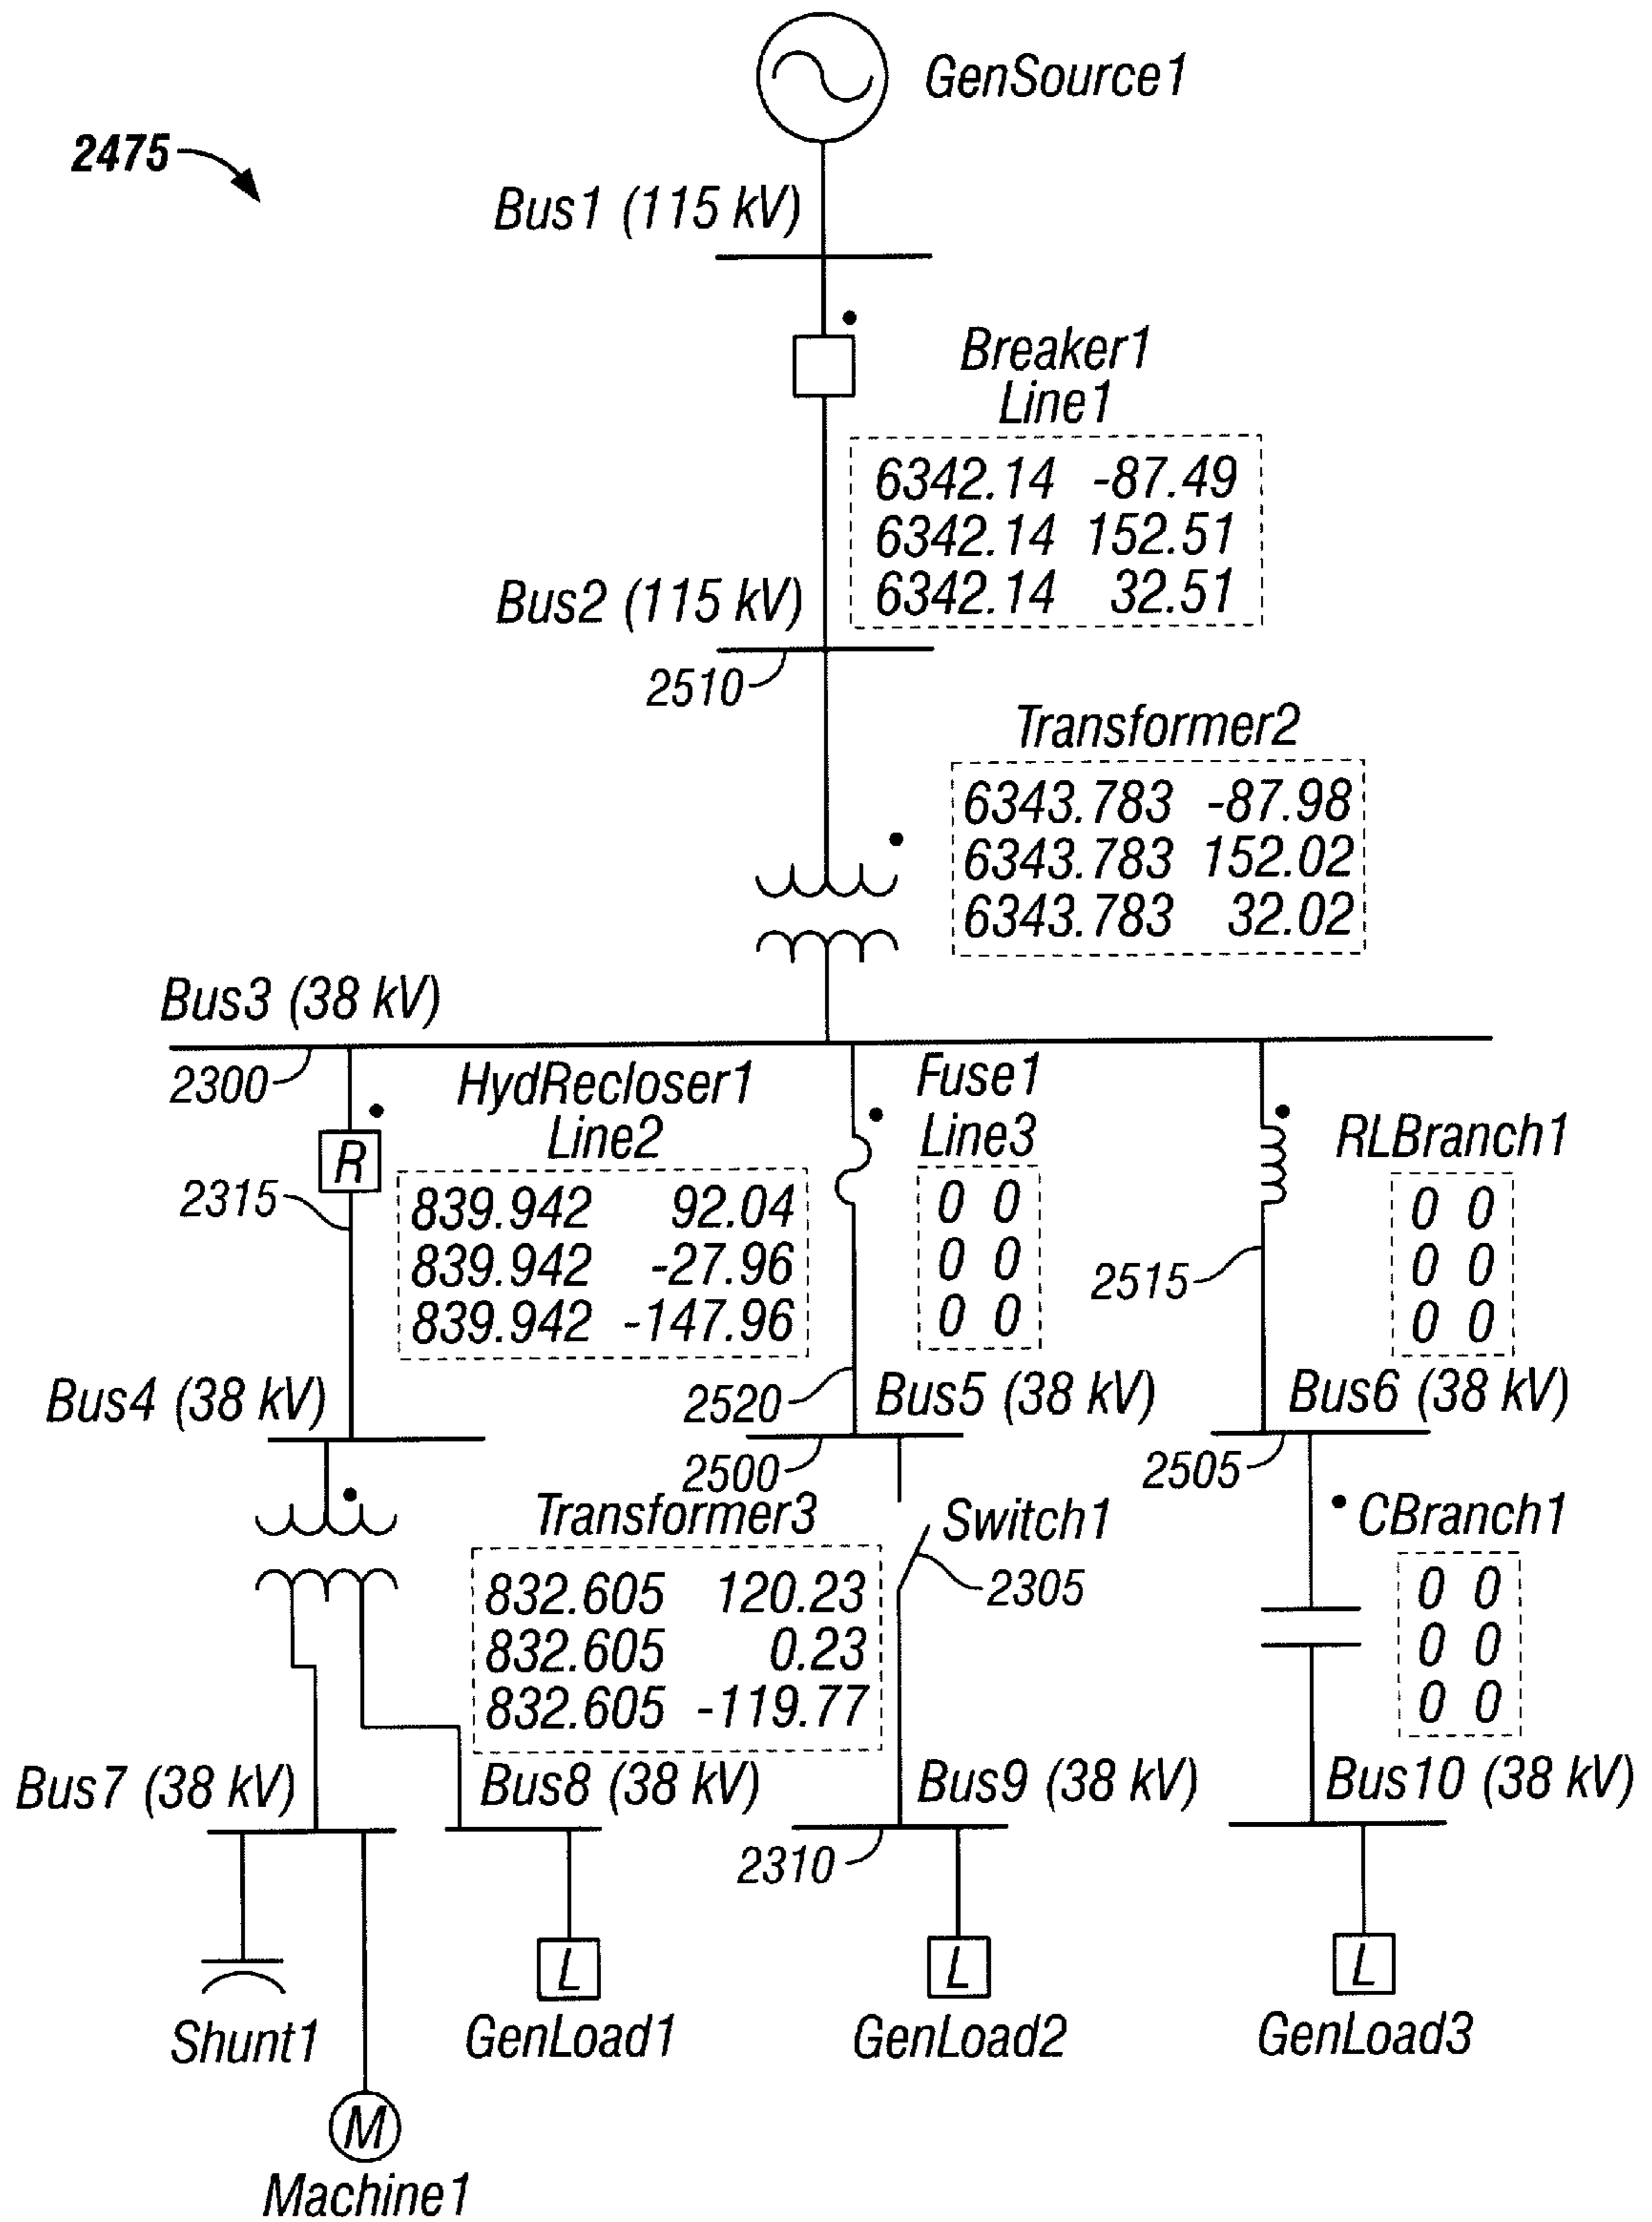 GenSource1
2475
Bus1 (115 kV)
Breaker1
Line1
6342.14 -87.49
6342.14 152.51
6342.14 32.51
Bus2 (115 kV)
2510
Transformer2
6343.783 -87.98
6343.783 152.02
6343.783 32.02
Bus3 (38 kV)
2300
HydRecloser1
Line2
R
2315
839.942 92.04
839.942 -27.96
839.942 -147.96
Fuse1
Line3
0 0
0 0
0 0
RLBranch1
0 0
0 0
0 0
2515
Bus4 (38 kV)
2520
Bus5 (38 kV)
2500
Bus6 (38 kV)
2505
Transformer3
832.605 120.23
832.605 0.23
832.605 -119.77
Switch1
2305
CBranch1
0 0
0 0
0 0
Bus7 (38 kV)
Bus8 (38 kV)
Bus9 (38 kV)
2310
Bus10 (38 kV)
Shunt1
L
GenLoad1
L
GenLoad2
L
GenLoad3
M
Machine1